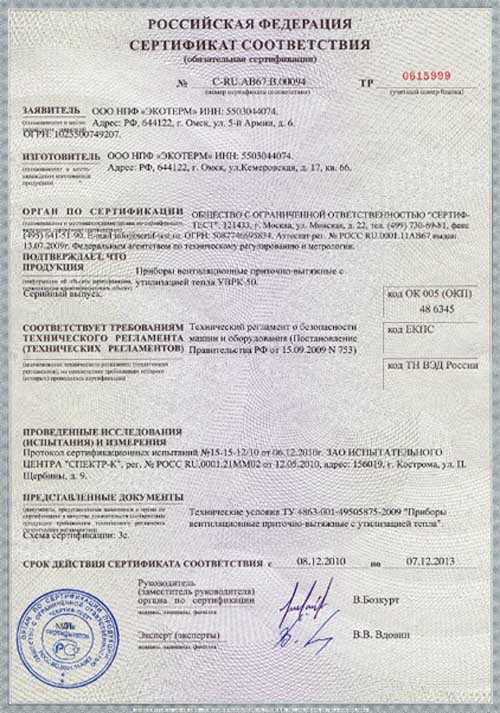 РОССИЙСКАЯ ФЕДЕРАЦИЯ
СЕРТИФИКАТ СООТВЕТСТВИЯ
(обязательная сертификация)
№ C-RU.АВ67.В.00094 ТР 0615999
(номер сертификата соответствия) (учетный номер бланка)
ЗАЯВИТЕЛЬ ООО НПФ «ЭКОТЕРМ» ИНН: 5503044074.
Адрес: РФ, 644122, г. Омск, ул. 5-й Армии, д. 6.
ОГРН: 1023500749207.
ИЗГОТОВИТЕЛЬ ООО НПФ «ЭКОТЕРМ» ИНН: 5503044074.
Адрес: РФ, 644122, г. Омск, ул.Кемеровская, д. 17, кв. 66.
ОРГАН ПО СЕРТИФИКАЦИИ ОБЩЕСТВО С ОГРАНИЧЕННОЙ ОТВЕТСТВЕННОСТЬЮ "СЕРТИФ-
ТЕСТ". 121433, г. Москва, ул. Минская, д. 22, тел. (499) 730-69-81, факс
(495) 641-51-90, E-mail info@sertif-test.ru. ОГРН: 5087746695834. Аттестат рег. № РОСС RU.0001.11АВ67 выдан
13.07.2009г. Федеральным агентством по техническому регулированию и метрологии.
ПОДТВЕРЖДАЕТ, ЧТО
ПРОДУКЦИЯ Приборы вентиляционные приточно-вытяжные с
утилизацией тепла УВРК-50.
Серийный выпуск.
код ОК 005 (ОКП)
48 6345
СООТВЕТСТВУЕТ ТРЕБОВАНИЯМ Технический регламент о безопасности
ТЕХНИЧЕСКОГО РЕГЛАМЕНТА машин и оборудования (Постановление
(ТЕХНИЧЕСКИХ РЕГЛАМЕНТОВ) Правительства РФ от 15.09.2009 N 753)
код ЕКПС
код ТН ВЭД России
ПРОВЕДЕННЫЕ ИССЛЕДОВАНИЯ
(ИСПЫТАНИЯ) И ИЗМЕРЕНИЯ
Протокол сертификационных испытаний №15-15-12/10 от 06.12.2010г. ЗАО ИСПЫТАТЕЛЬНОГО
ЦЕНТРА "СПЕКТР-К", рег. № РОСС RU.0001.21ММ02 от 12.05.2010, адрес: 156019, г. Кострома, ул. П.
Щербины, д. 9.
ПРЕДСТАВЛЕННЫЕ ДОКУМЕНТЫ
Технические условия ТУ 4863-001-49505875-2009 "Приборы
вентиляционные приточно-вытяжные с утилизацией тепла".
Схема сертификации: 3с.
СРОК ДЕЙСТВИЯ СЕРТИФИКАТА СООТВЕТСТВИЯ с 08.12.2010 по 07.12.2013
Руководитель
(заместитель руководителя)
органа по сертификации В.Бозкурт
Эксперт (эксперты) В.В. Вдовин